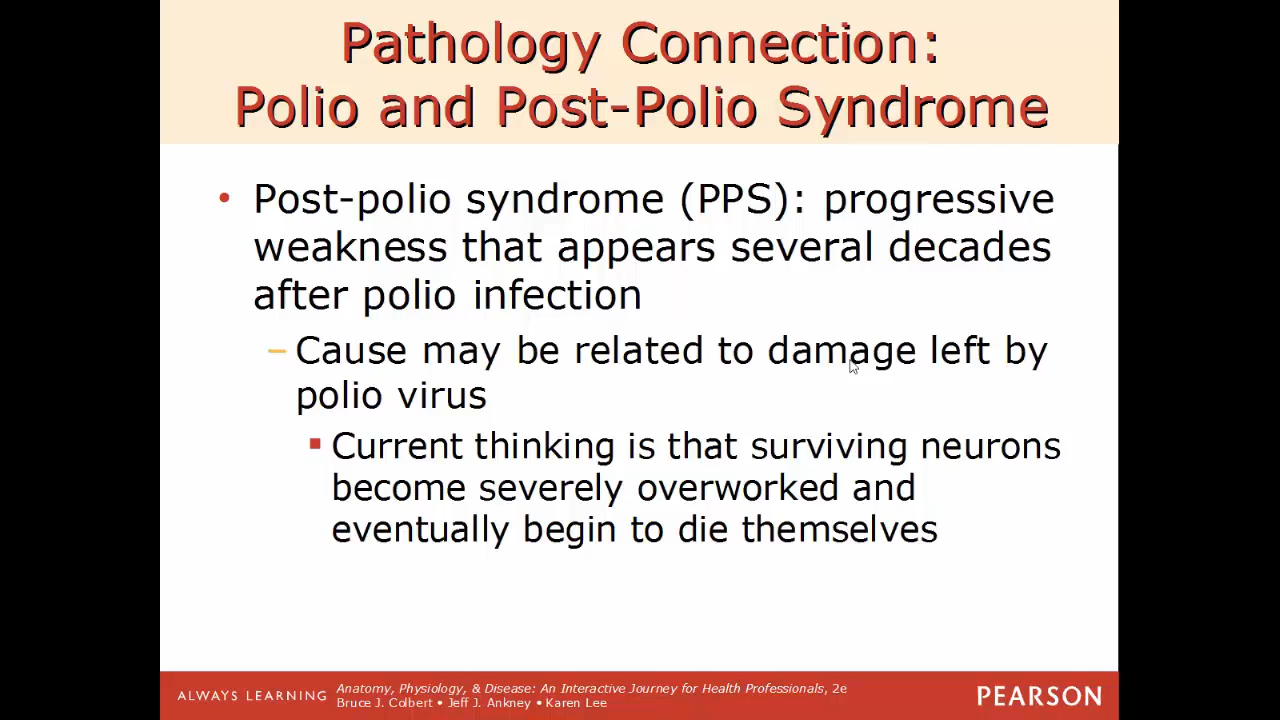 Pathology Connection:
Polio and Post-Polio Syndrome
• Post-polio syndrome (PPS): progressive
weakness that appears several decades
after polio infection
– Cause may be related to damage left by
polio virus
▪ Current thinking is that surviving neurons
become severely overworked and
eventually begin to die themselves
ALWAYS LEARNING
Anatomy, Physiology, & Disease: An Interactive Journey for Health Professionals, 2e
Bruce J. Colbert • Jeff J. Ankney • Karen Lee
PEARSON